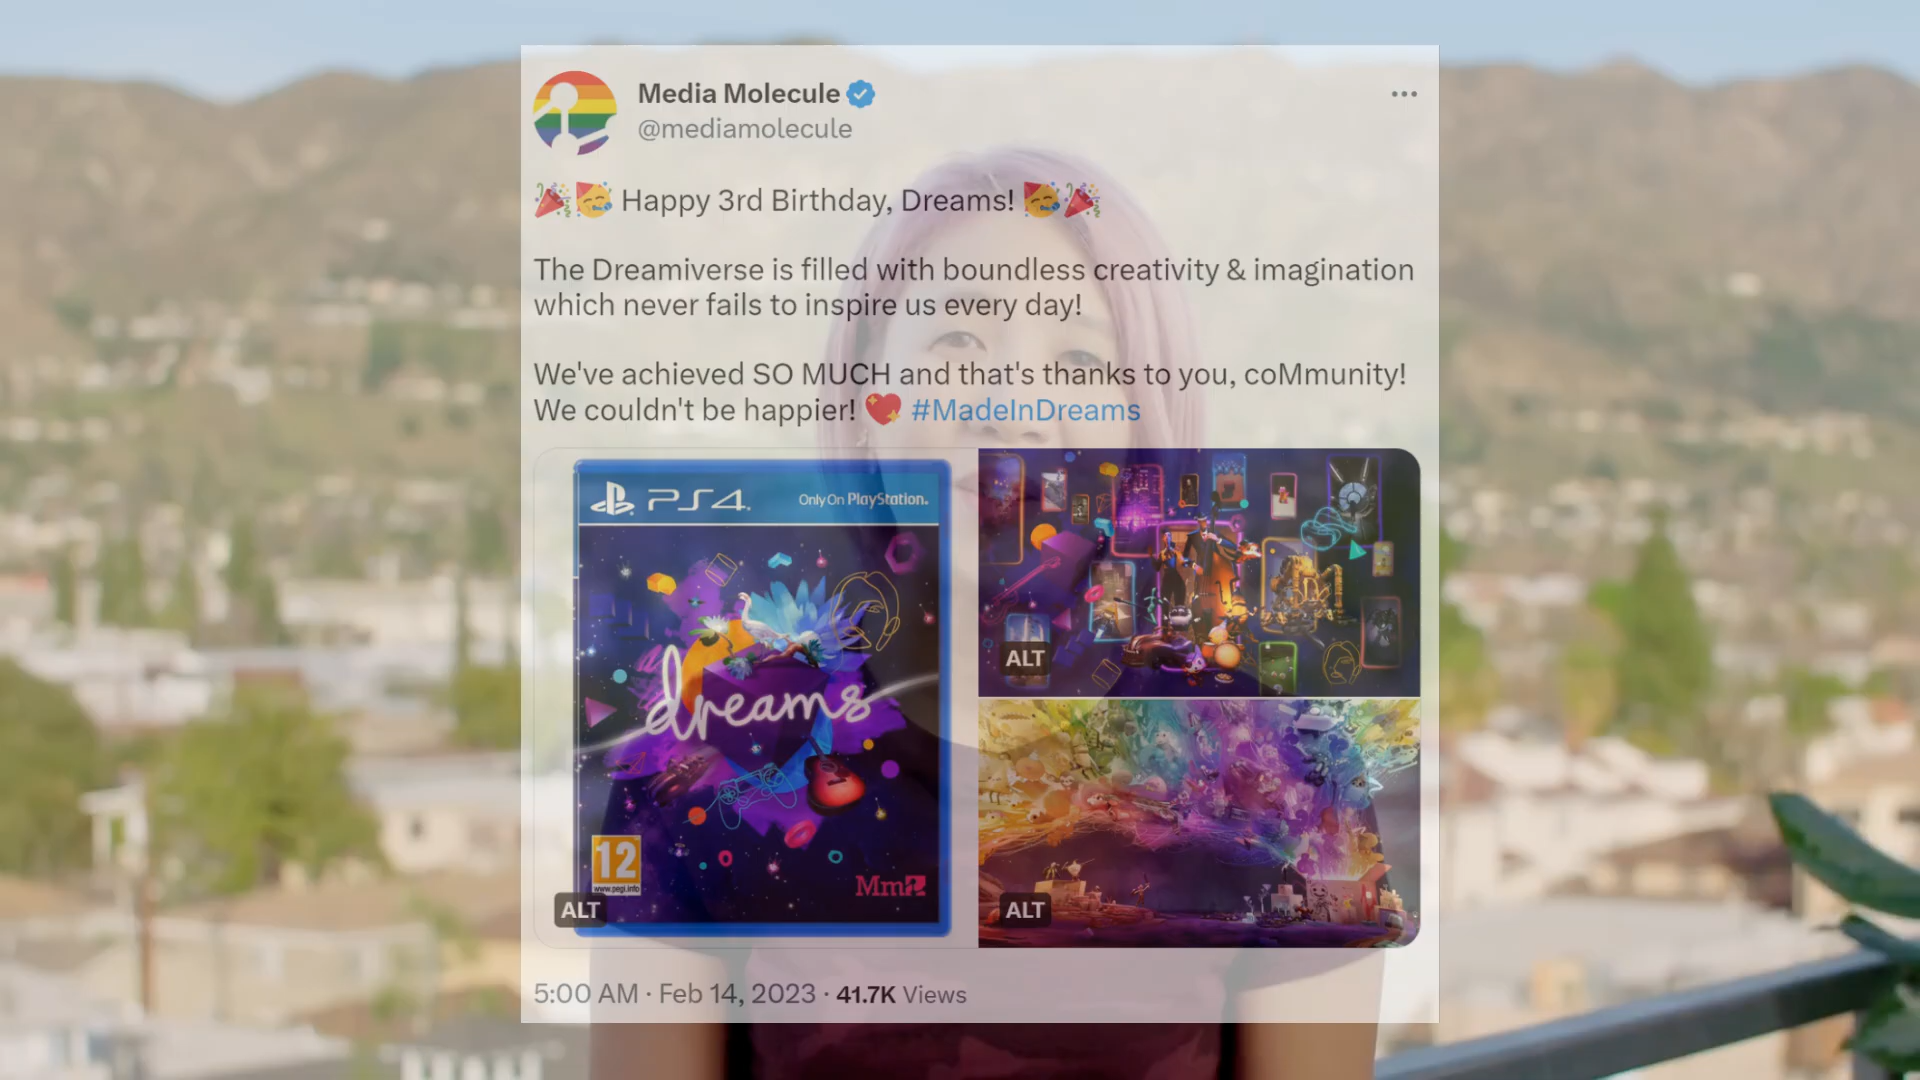 Media Molecule
@mediamolecule
🎉🥳 Happy 3rd Birthday, Dreams! 🥳🎉
The Dreamiverse is filled with boundless creativity & imagination
which never fails to inspire us every day!
We've achieved SO MUCH and that's thanks to you, coMmunity!
We couldn't be happier! 💖 #MadeInDreams
PS4
Only On PlayStation.
dreams
12
www.pegi.info
Mm
ALT
ALT
ALT
5:00 AM · Feb 14, 2023 · 41.7K Views